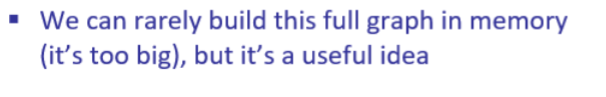 ▪ We can rarely build this full graph in memory
(it's too big), but it's a useful idea